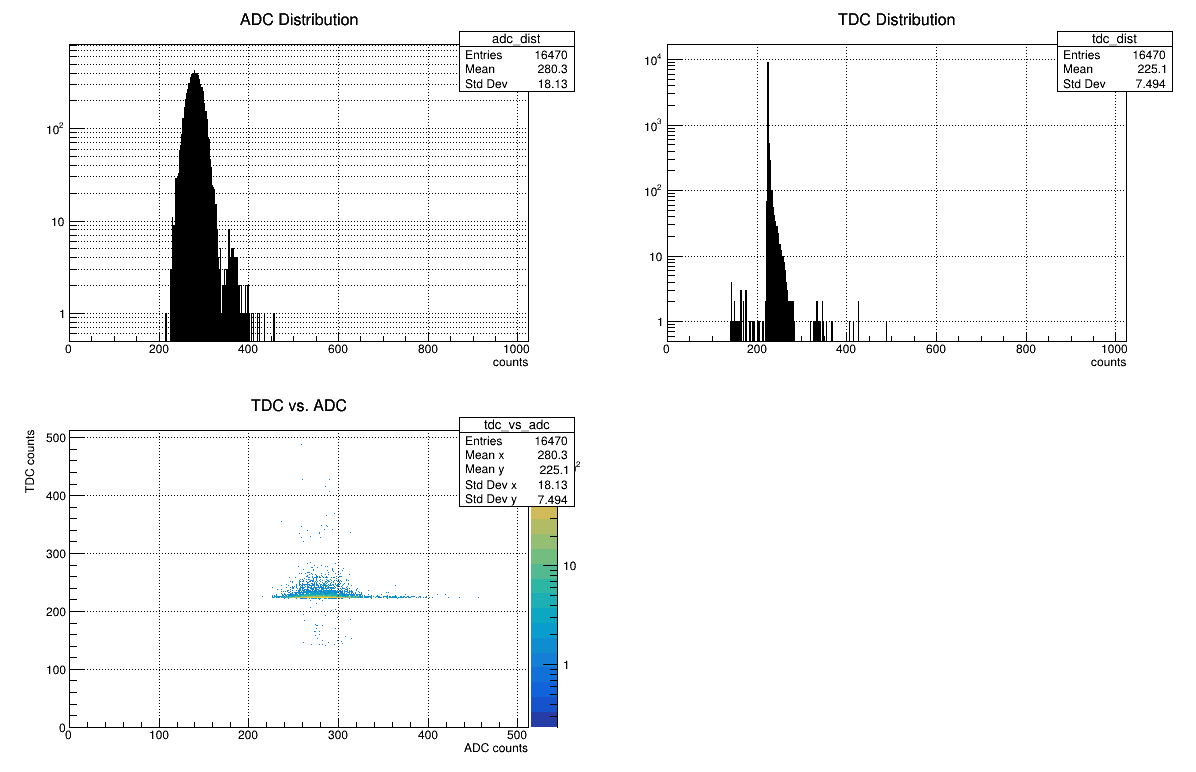 ADC Distribution
adc_dist
Entries 16470
Mean 280.3
Std Dev 18.13
10²
10
1
0 200 400 600 800 1000
counts
TDC Distribution
tdc_dist
Entries 16470
Mean 225.1
Std Dev 7.494
10⁴
10³
10²
10
1
0 200 400 600 800 1000
counts
TDC vs. ADC
tdc_vs_adc
Entries 16470
Mean x 280.3
Mean y 225.1
Std Dev x 18.13
Std Dev y 7.494
TDC counts
500
400
300
200
100
0
0 100 200 300 400 500
ADC counts
2
10
1